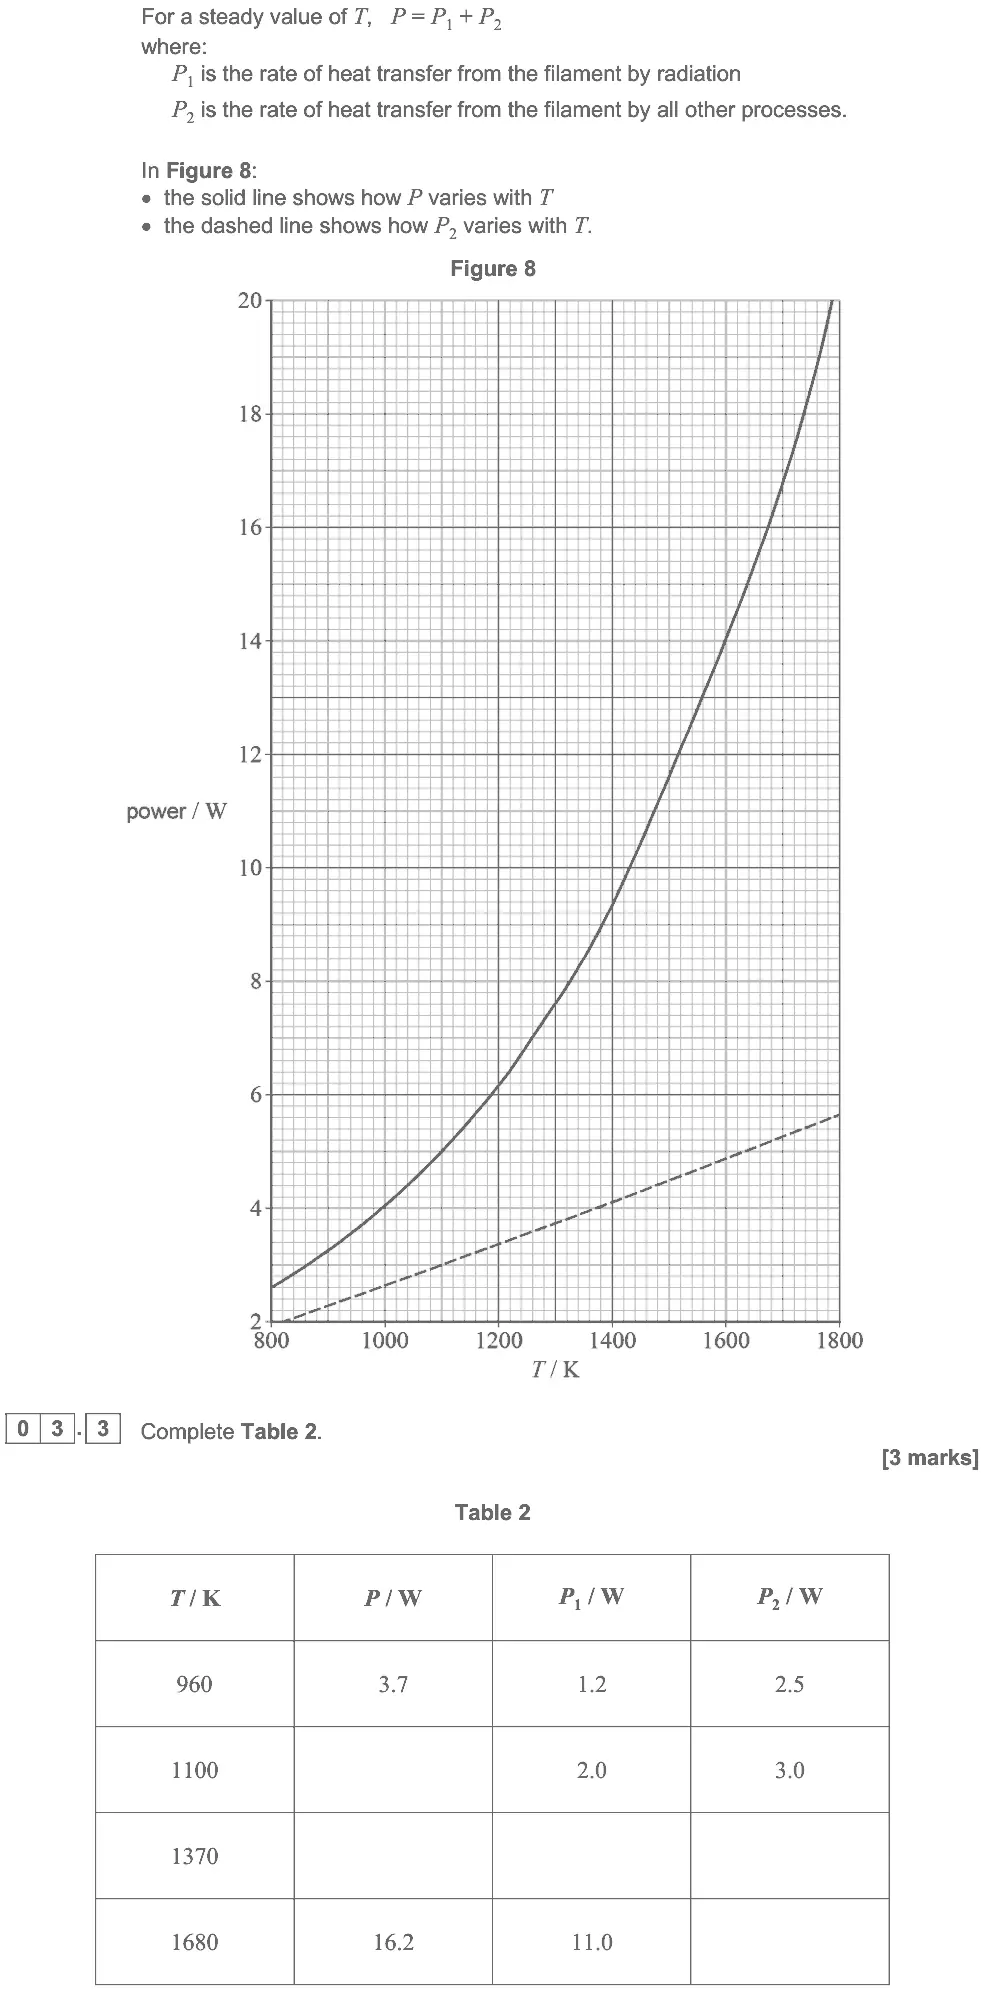 For a steady value of T, P = P₁ + P₂
where:
P₁ is the rate of heat transfer from the filament by radiation
P₂ is the rate of heat transfer from the filament by all other processes.
In Figure 8:
• the solid line shows how P varies with T
• the dashed line shows how P₂ varies with T.
Figure 8
20
18
16
14
12
power / W
10
8
6
4
2
800 1000 1200 1400 1600 1800
T / K
0 3 . 3 Complete Table 2.
[3 marks]
Table 2
T / K P / W P₁ / W P₂ / W
960 3.7 1.2 2.5
1100 2.0 3.0
1370
1680 16.2 11.0